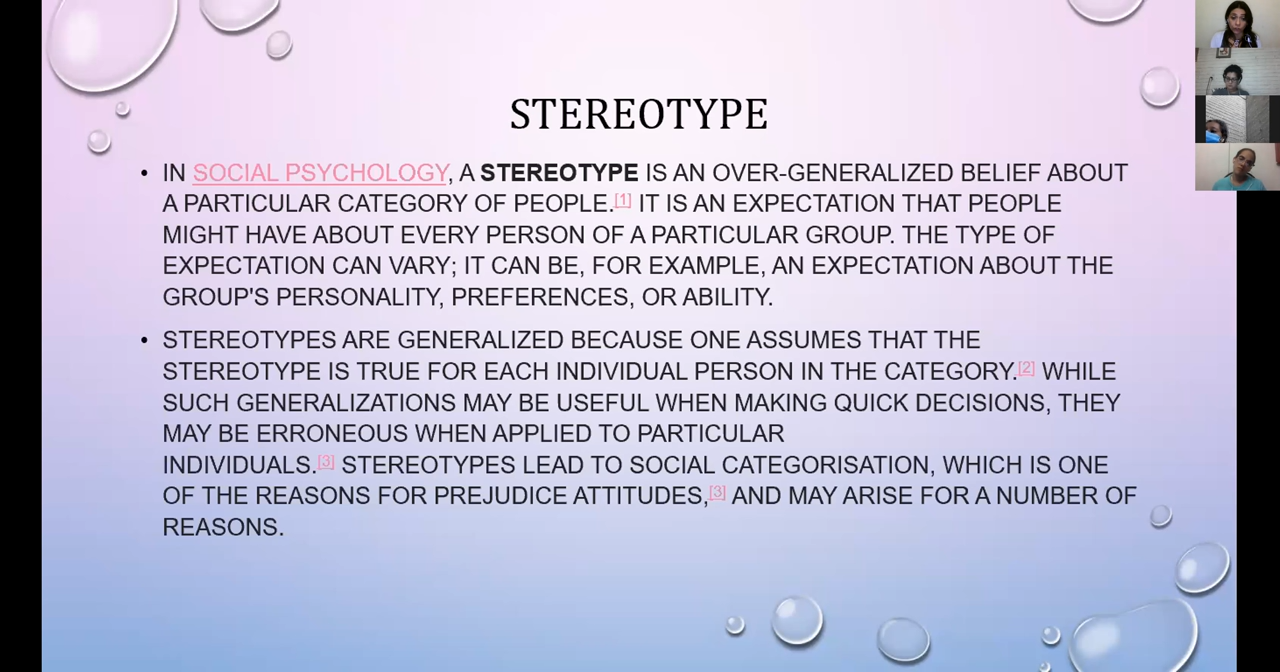 STEREOTYPE
• IN SOCIAL PSYCHOLOGY, A STEREOTYPE IS AN OVER-GENERALIZED BELIEF ABOUT
A PARTICULAR CATEGORY OF PEOPLE.[1] IT IS AN EXPECTATION THAT PEOPLE
MIGHT HAVE ABOUT EVERY PERSON OF A PARTICULAR GROUP. THE TYPE OF
EXPECTATION CAN VARY; IT CAN BE, FOR EXAMPLE, AN EXPECTATION ABOUT THE
GROUP'S PERSONALITY, PREFERENCES, OR ABILITY.
• STEREOTYPES ARE GENERALIZED BECAUSE ONE ASSUMES THAT THE
STEREOTYPE IS TRUE FOR EACH INDIVIDUAL PERSON IN THE CATEGORY.[2] WHILE
SUCH GENERALIZATIONS MAY BE USEFUL WHEN MAKING QUICK DECISIONS, THEY
MAY BE ERRONEOUS WHEN APPLIED TO PARTICULAR
INDIVIDUALS.[3] STEREOTYPES LEAD TO SOCIAL CATEGORISATION, WHICH IS ONE
OF THE REASONS FOR PREJUDICE ATTITUDES,[3] AND MAY ARISE FOR A NUMBER OF
REASONS.